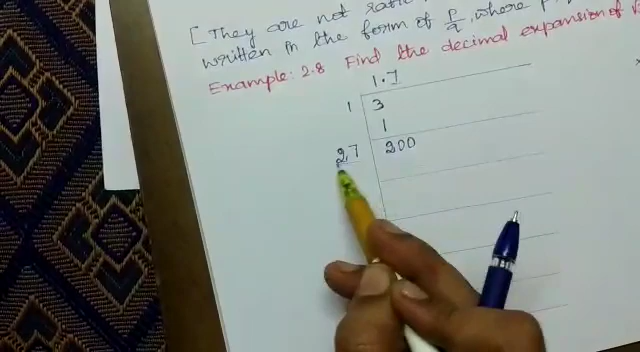 [They are not ratio
written in the form of p/q, where p,
Example: 2.8 Find the decimal expansion of √
1.7
1 3
1
27 200